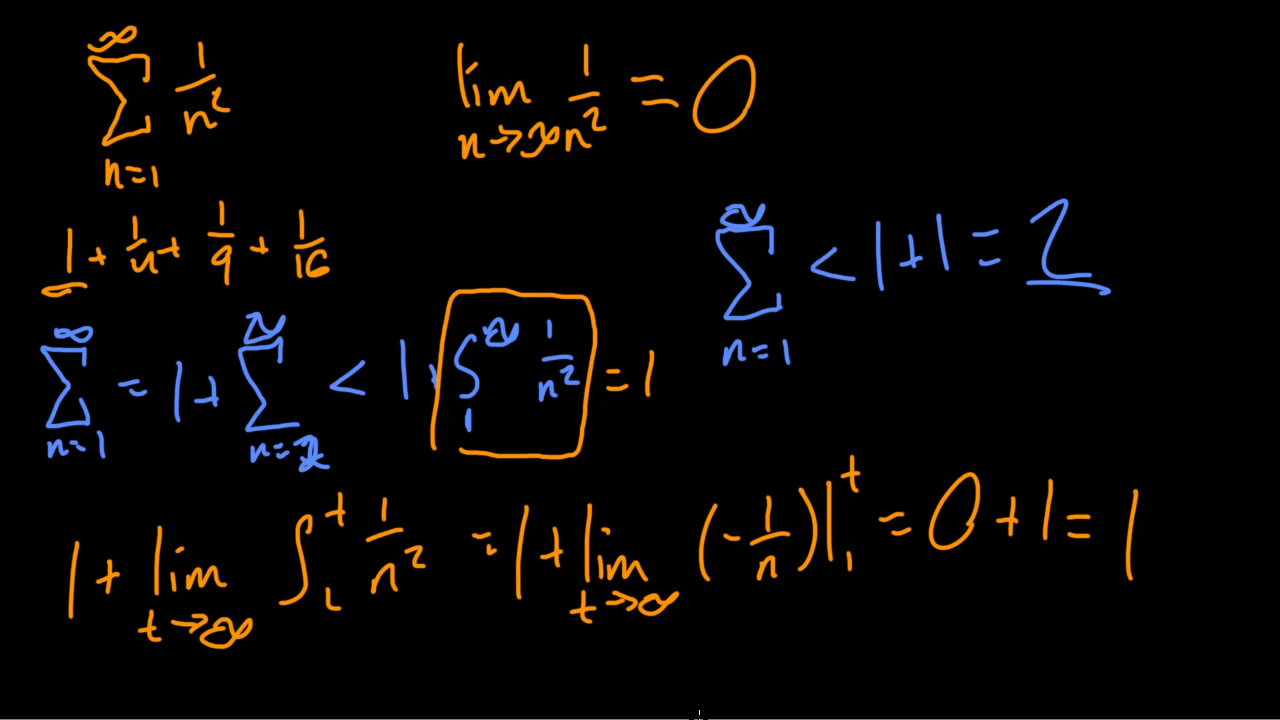 ∑_{n=1}^{∞} 1/n²
lim_{n→∞} 1/n² = 0
1 + 1/4 + 1/9 + 1/16
∑_{n=1}^{∞} < 1 + 1 = 2
∑_{n=1}^{∞} = 1 + ∑_{n=2}^{∞} < 1 + ∫_1^∞ 1/n² = 1
1 + lim_{t→∞} ∫_1^t 1/n² = 1 + lim_{t→∞} (-1/n)|_1^t = 0 + 1 = 1